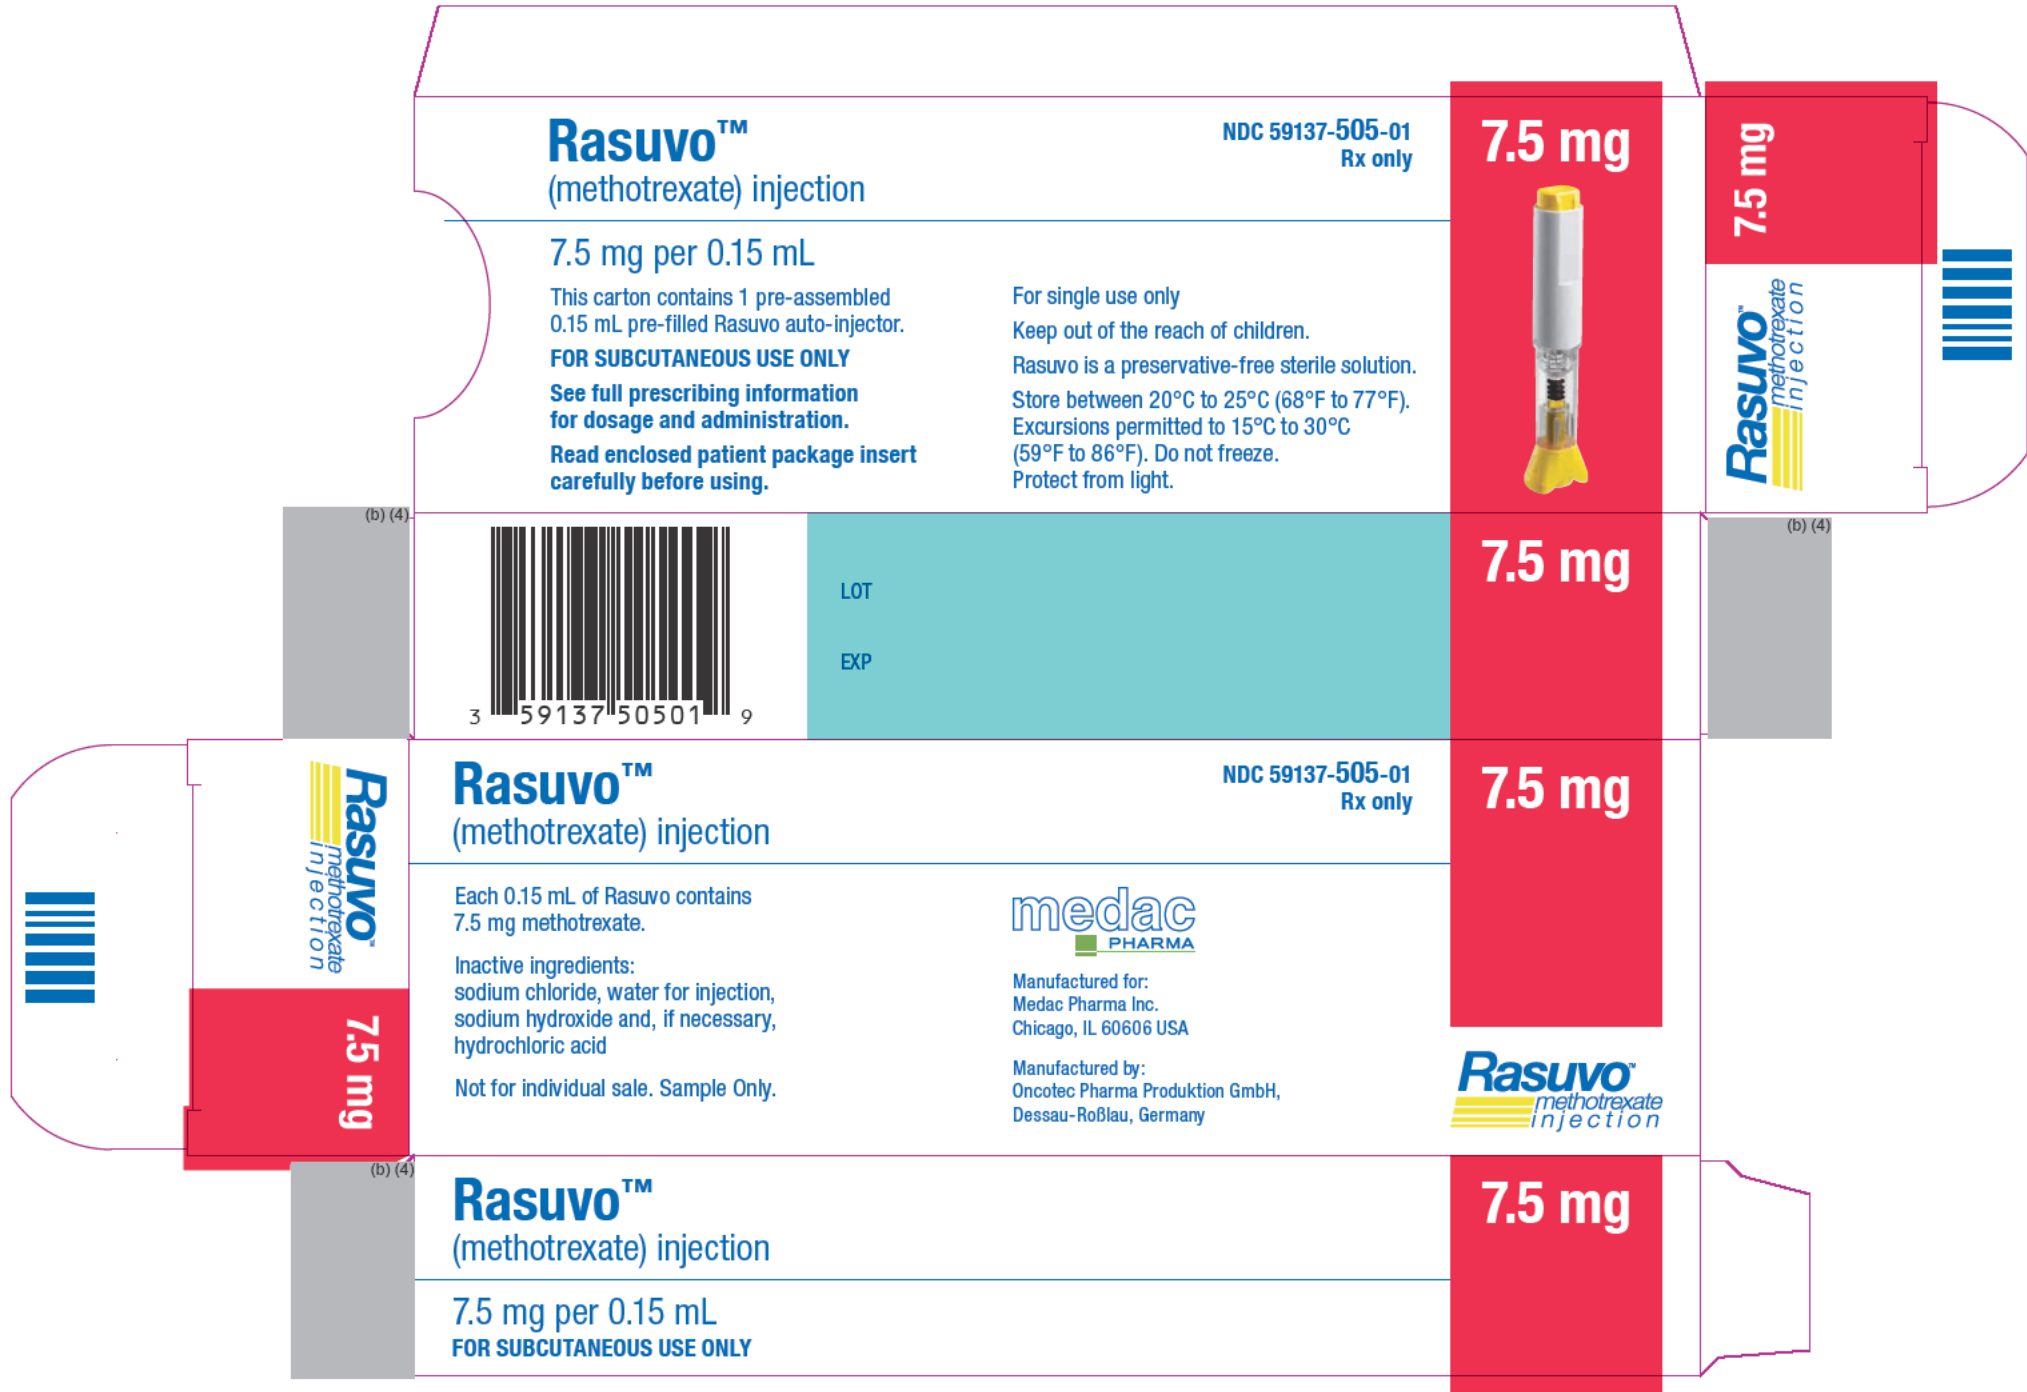 Rasuvo™
(methotrexate) injection
NDC 59137-505-01
Rx only
7.5 mg
7.5 mg
7.5 mg per 0.15 mL
This carton contains 1 pre-assembled
0.15 mL pre-filled Rasuvo auto-injector.
FOR SUBCUTANEOUS USE ONLY
See full prescribing information
for dosage and administration.
Read enclosed patient package insert
carefully before using.
For single use only
Keep out of the reach of children.
Rasuvo is a preservative-free sterile solution.
Store between 20°C to 25°C (68°F to 77°F).
Excursions permitted to 15°C to 30°C
(59°F to 86°F). Do not freeze.
Protect from light.
Rasuvo™
methotrexate
injection
(b) (4)
(b) (4)
3 59137 50501 9
LOT
EXP
7.5 mg
Rasuvo™
methotrexate
injection
7.5 mg
Rasuvo™
(methotrexate) injection
NDC 59137-505-01
Rx only
7.5 mg
Each 0.15 mL of Rasuvo contains
7.5 mg methotrexate.
Inactive ingredients:
sodium chloride, water for injection,
sodium hydroxide and, if necessary,
hydrochloric acid
Not for individual sale. Sample Only.
medac
PHARMA
Manufactured for:
Medac Pharma Inc.
Chicago, IL 60606 USA
Manufactured by:
Oncotec Pharma Produktion GmbH,
Dessau-Roßlau, Germany
Rasuvo™
methotrexate
injection
(b) (4)
Rasuvo™
(methotrexate) injection
7.5 mg
7.5 mg per 0.15 mL
FOR SUBCUTANEOUS USE ONLY